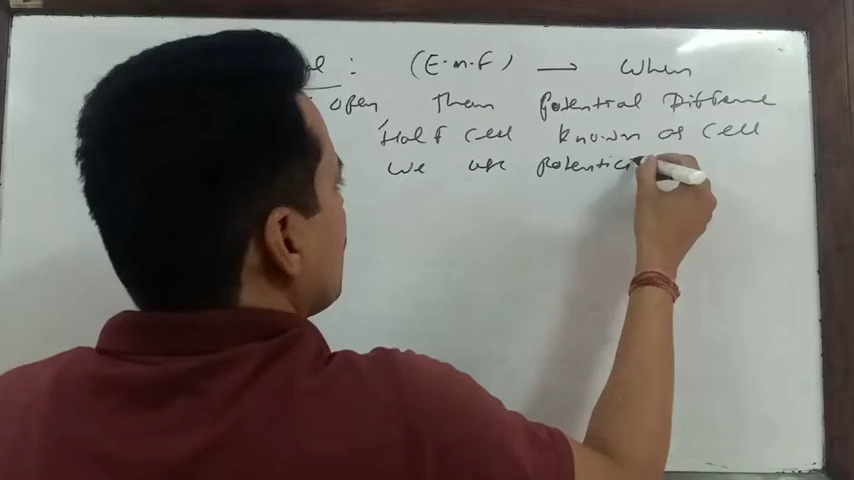 : (E.M.F) → When
open then potential Difference
Half cell known as cell
we use potenti